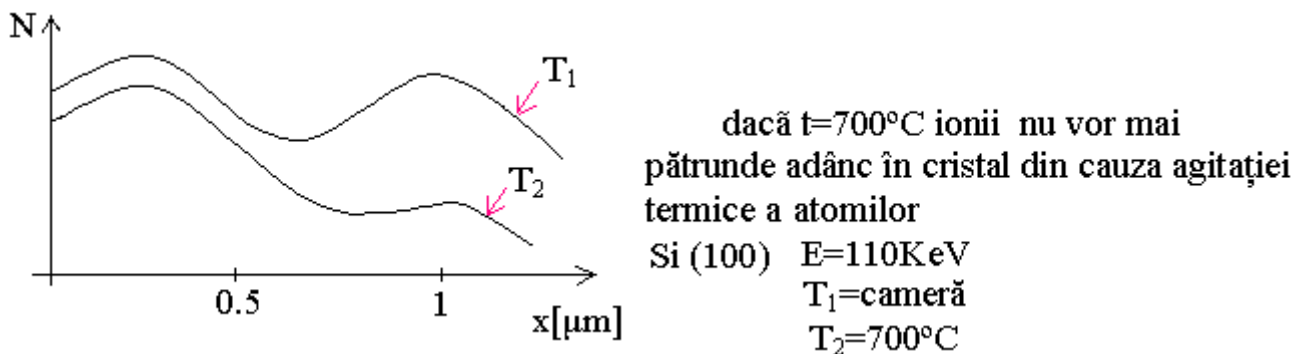 N
T₁
T₂
0.5
1
x[μm]
dacã t=700ºC ionii nu vor mai
pătrunde adânc în cristal din cauza agitației
termice a atomilor
Si (100) E=110KeV
T₁=cameră
T₂=700ºC